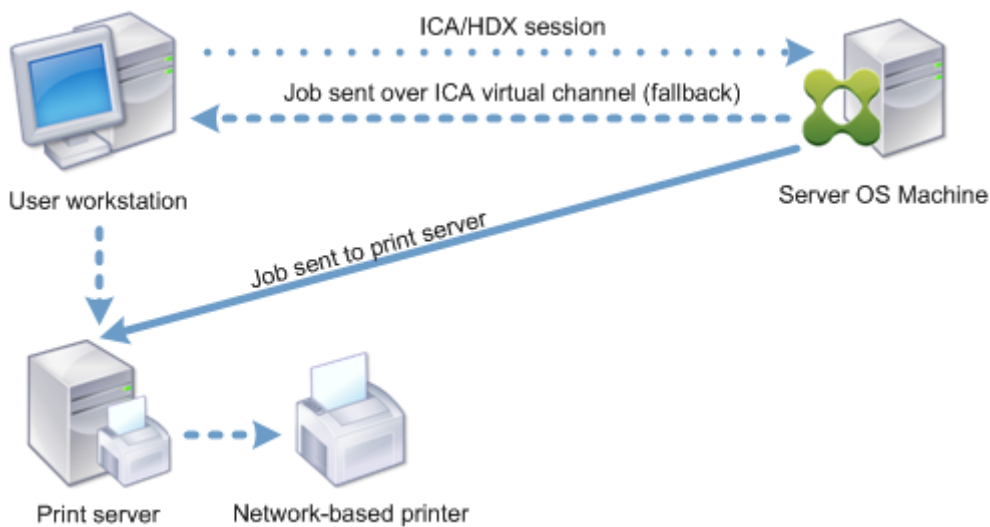 ICA/HDX session
Job sent over ICA virtual channel (fallback)
User workstation
Server OS Machine
Job sent to print server
Print server
Network-based printer